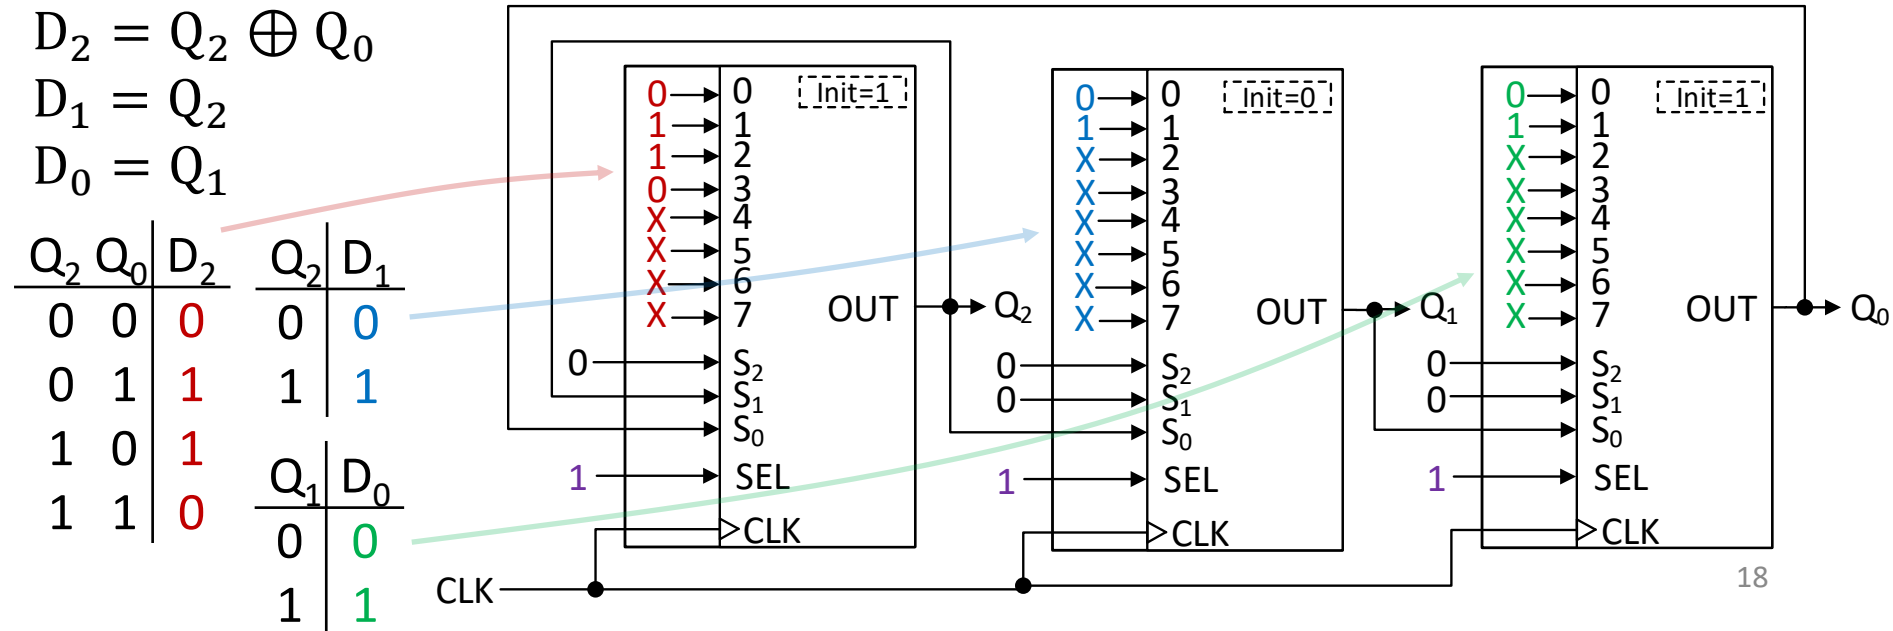 D₂ = Q₂ ⊕ Q₀
D₁ = Q₂
D₀ = Q₁
Q₂ Q₀ D₂
0 0 0
0 1 1
1 0 1
1 1 0
Q₂ D₁
0 0
1 1
Q₁ D₀
0 0
1 1
Init=1
0 0
1 1
1 2
0 3
X 4
X 5
X 6
X 7
OUT Q₂
0 S₂
S₁
S₀
1 SEL
CLK
Init=0
0 0
1 1
X 2
X 3
X 4
X 5
X 6
X 7
OUT Q₁
0 S₂
0 S₁
S₀
1 SEL
CLK
Init=1
0 0
1 1
X 2
X 3
X 4
X 5
X 6
X 7
OUT Q₀
0 S₂
0 S₁
S₀
1 SEL
CLK
CLK
18